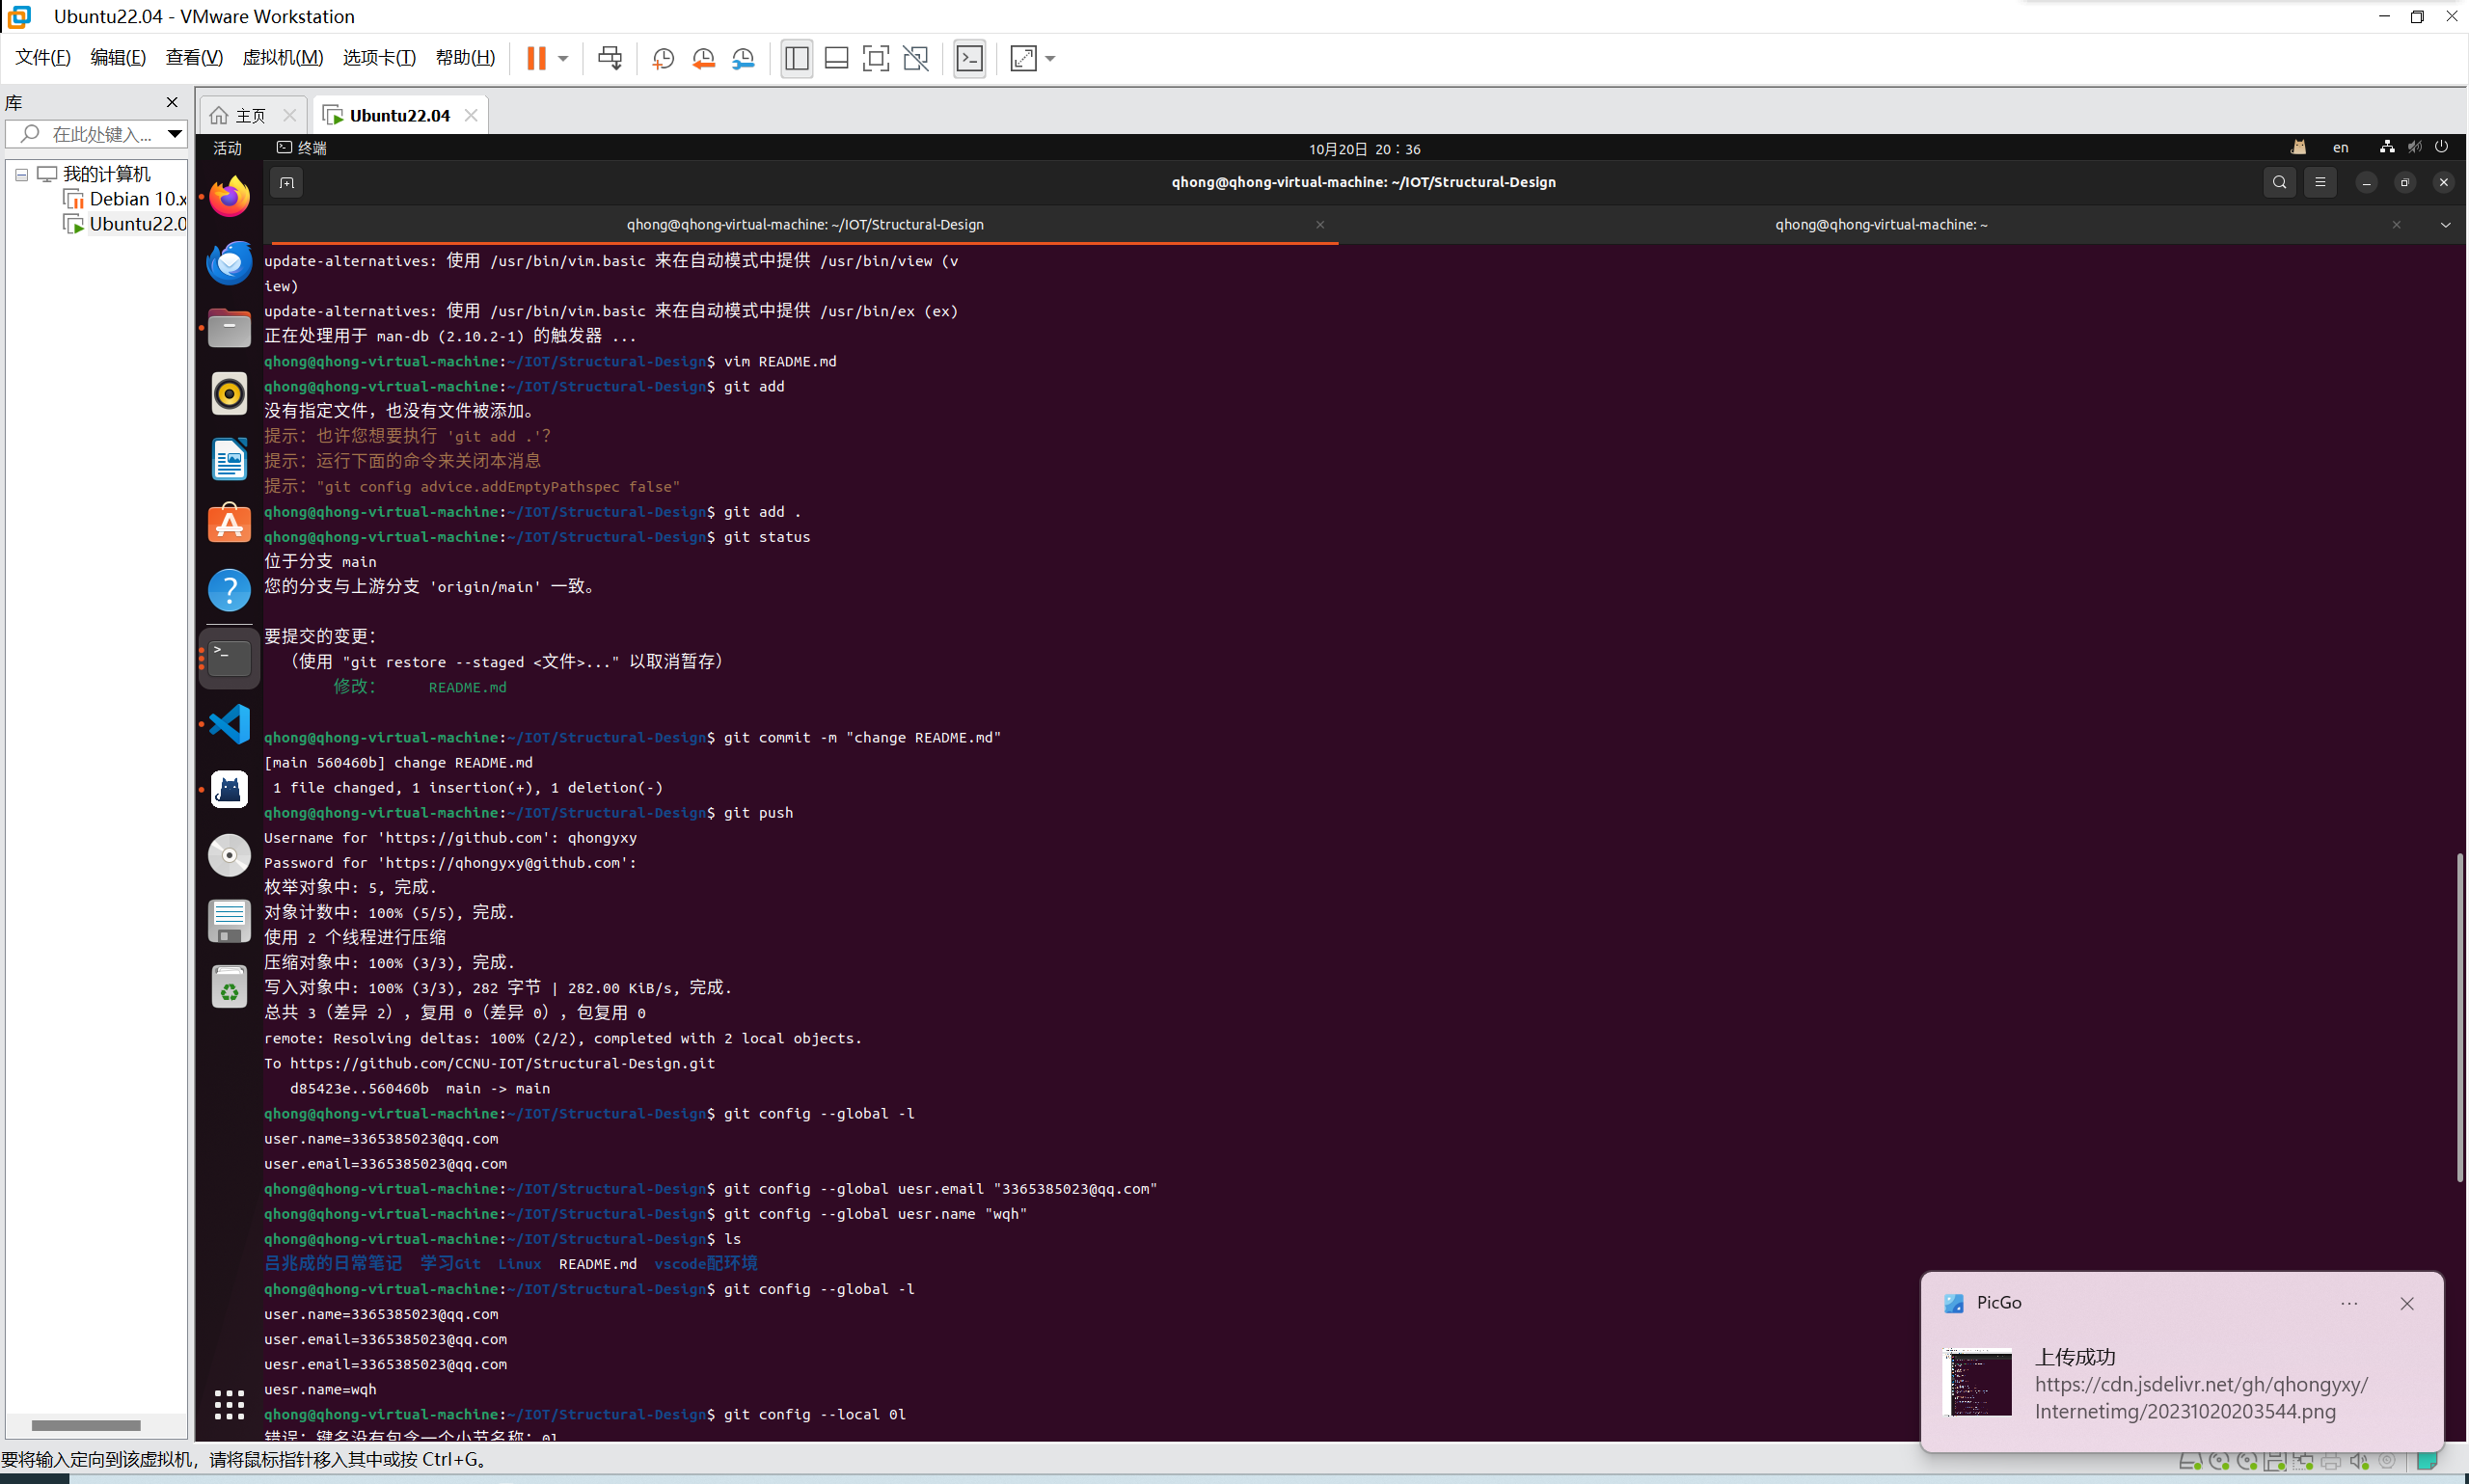 Ubuntu22.04 - VMware Workstation
文件(F) 编辑(E) 查看(V) 虚拟机(M) 选项卡(T) 帮助(H)
库
在此处键入...
我的计算机
Debian 10.x
Ubuntu22.0
主页 Ubuntu22.04
活动 终端 10月20日 20：36 en
qhong@qhong-virtual-machine: ~/IOT/Structural-Design
qhong@qhong-virtual-machine: ~/IOT/Structural-Design qhong@qhong-virtual-machine: ~
update-alternatives: 使用 /usr/bin/vim.basic 来在自动模式中提供 /usr/bin/view (v
iew)
update-alternatives: 使用 /usr/bin/vim.basic 来在自动模式中提供 /usr/bin/ex (ex)
正在处理用于 man-db (2.10.2-1) 的触发器 ...
qhong@qhong-virtual-machine:~/IOT/Structural-Design$ vim README.md
qhong@qhong-virtual-machine:~/IOT/Structural-Design$ git add
没有指定文件，也没有文件被添加。
提示：也许您想要执行 'git add .'？
提示：运行下面的命令来关闭本消息
提示："git config advice.addEmptyPathspec false"
qhong@qhong-virtual-machine:~/IOT/Structural-Design$ git add .
qhong@qhong-virtual-machine:~/IOT/Structural-Design$ git status
位于分支 main
您的分支与上游分支 'origin/main' 一致。
要提交的变更：
（使用 "git restore --staged <文件>..." 以取消暂存）
修改： README.md
qhong@qhong-virtual-machine:~/IOT/Structural-Design$ git commit -m "change README.md"
[main 560460b] change README.md
1 file changed, 1 insertion(+), 1 deletion(-)
qhong@qhong-virtual-machine:~/IOT/Structural-Design$ git push
Username for 'https://github.com': qhongyxy
Password for 'https://qhongyxy@github.com':
枚举对象中: 5, 完成.
对象计数中: 100% (5/5), 完成.
使用 2 个线程进行压缩
压缩对象中: 100% (3/3), 完成.
写入对象中: 100% (3/3), 282 字节 | 282.00 KiB/s, 完成.
总共 3（差异 2），复用 0（差异 0），包复用 0
remote: Resolving deltas: 100% (2/2), completed with 2 local objects.
To https://github.com/CCNU-IOT/Structural-Design.git
d85423e..560460b main -> main
qhong@qhong-virtual-machine:~/IOT/Structural-Design$ git config --global -l
user.name=3365385023@qq.com
user.email=3365385023@qq.com
qhong@qhong-virtual-machine:~/IOT/Structural-Design$ git config --global uesr.email "3365385023@qq.com"
qhong@qhong-virtual-machine:~/IOT/Structural-Design$ git config --global uesr.name "wqh"
qhong@qhong-virtual-machine:~/IOT/Structural-Design$ ls
吕兆成的日常笔记 学习Git Linux README.md vscode配环境
qhong@qhong-virtual-machine:~/IOT/Structural-Design$ git config --global -l
user.name=3365385023@qq.com
user.email=3365385023@qq.com
uesr.email=3365385023@qq.com
uesr.name=wqh
qhong@qhong-virtual-machine:~/IOT/Structural-Design$ git config --local 0l
错误：键名没有包含一个小节名称：0l
PicGo
上传成功
https://cdn.jsdelivr.net/gh/qhongyxy/
Internetimg/20231020203544.png
要将输入定向到该虚拟机，请将鼠标指针移入其中或按 Ctrl+G。